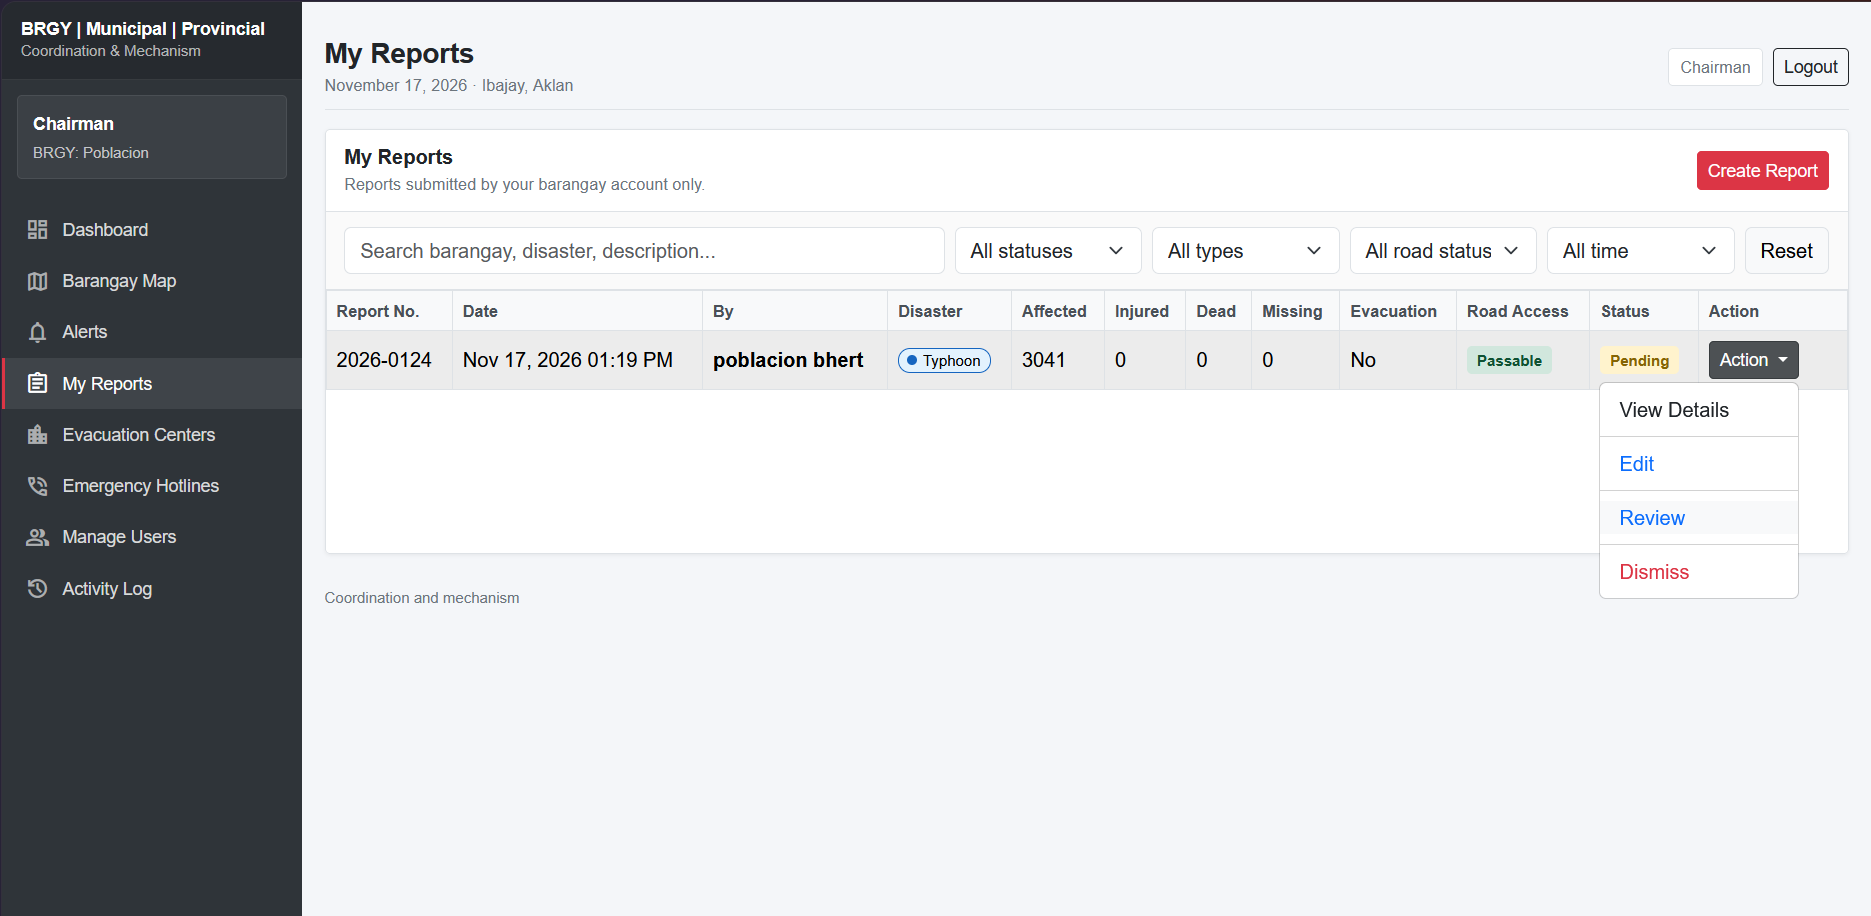 BRGY | Municipal | Provincial
Coordination & Mechanism
Chairman
BRGY: Poblacion
Dashboard
Barangay Map
Alerts
My Reports
Evacuation Centers
Emergency Hotlines
Manage Users
Activity Log
My Reports
November 17, 2026 · Ibajay, Aklan
Chairman
Logout
My Reports
Reports submitted by your barangay account only.
Create Report
Search barangay, disaster, description...
All statuses
All types
All road status
All time
Reset
Report No. Date By Disaster Affected Injured Dead Missing Evacuation Road Access Status Action
2026-0124 Nov 17, 2026 01:19 PM poblacion bhert Typhoon 3041 0 0 0 No Passable Pending Action
View Details
Edit
Review
Dismiss
Coordination and mechanism